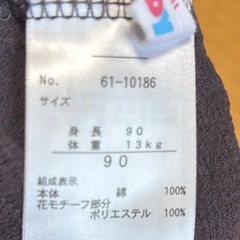 No. 61-10186
サイズ
身長 90
体重 13kg
90
組成表示
本体 綿 100%
花モチーフ部分
ポリエステル 100%